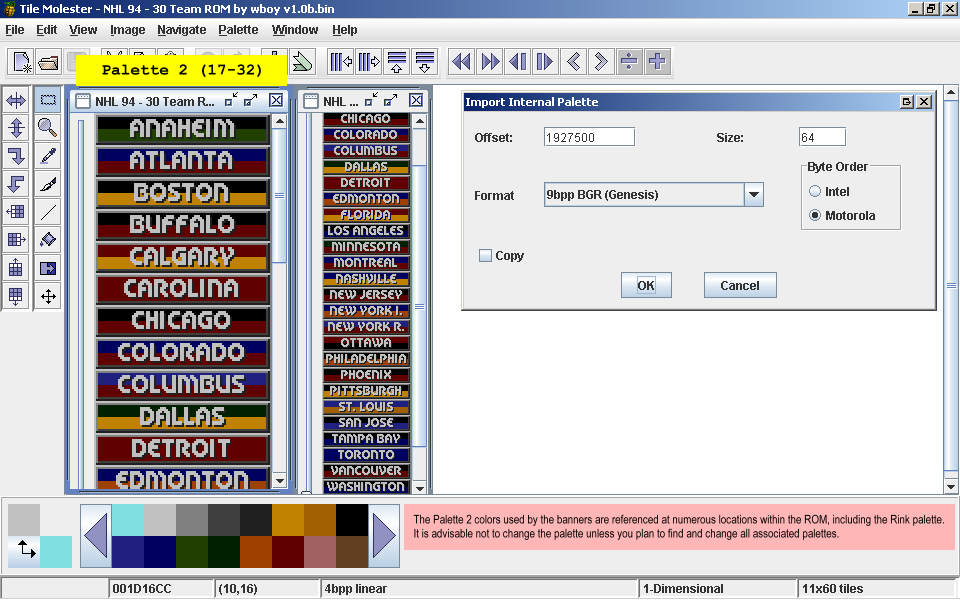 Tile Molester - NHL 94 - 30 Team ROM by wboy v1.0b.bin
File Edit View Image Navigate Palette Window Help
Palette 2 (17-32)
NHL 94 - 30 Team R...
ANAHEIM
ATLANTA
BOSTON
BUFFALO
CALGARY
CAROLINA
CHICAGO
COLORADO
COLUMBUS
DALLAS
DETROIT
EDMONTON
NHL ...
CHICAGO
COLORADO
COLUMBUS
DALLAS
DETROIT
EDMONTON
FLORIDA
LOS ANGELES
MINNESOTA
MONTREAL
NASHVILLE
NEW JERSEY
NEW YORK I.
NEW YORK R.
OTTAWA
PHILADELPHIA
PHOENIX
PITTSBURGH
ST. LOUIS
SAN JOSE
TAMPA BAY
TORONTO
VANCOUVER
WASHINGTON
Import Internal Palette
Offset: 1927500 Size: 64
Byte Order
Format 9bpp BGR (Genesis)
Intel
Motorola
Copy
OK Cancel
The Palette 2 colors used by the banners are referenced at numerous locations within the ROM, including the Rink palette.
It is advisable not to change the palette unless you plan to find and change all associated palettes.
001D16CC (10,16) 4bpp linear 1-Dimensional 11x60 tiles